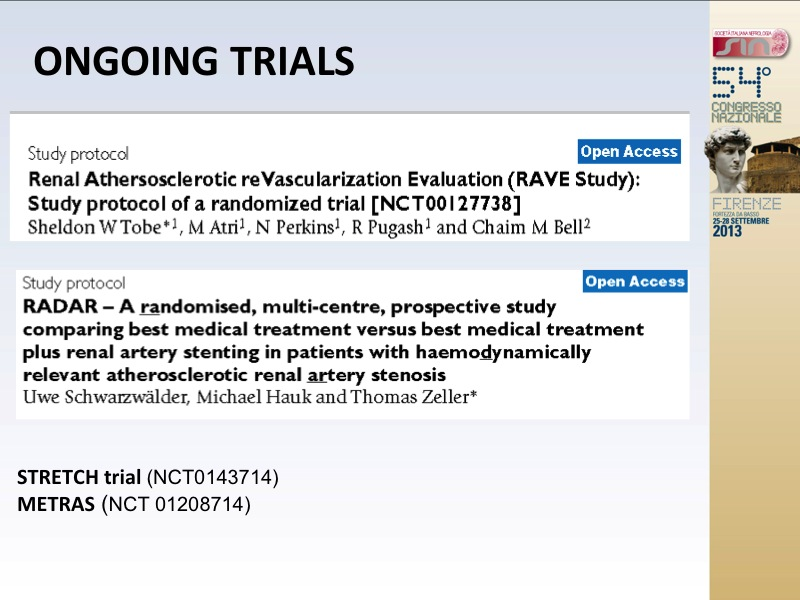 ONGOING TRIALS
Study protocol
Open Access
Renal Athersosclerotic reVascularization Evaluation (RAVE Study):
Study protocol of a randomized trial [NCT00127738]
Sheldon W Tobe*1, M Atri1, N Perkins1, R Pugash1 and Chaim M Bell2
Study protocol
Open Access
RADAR – A randomised, multi-centre, prospective study
comparing best medical treatment versus best medical treatment
plus renal artery stenting in patients with haemodynamically
relevant atherosclerotic renal artery stenosis
Uwe Schwarzwälder, Michael Hauk and Thomas Zeller*
STRETCH trial (NCT0143714)
METRAS (NCT 01208714)
SOCIETÀ ITALIANA NEFROLOGIA
SIN
54°
CONGRESSO
NAZIONALE
FIRENZE
FORTEZZA DA BASSO
25-28 SETTEMBRE
2013